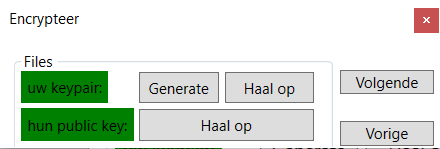 Encrypteer
Files
uw keypair:
Generate
Haal op
Volgende
hun public key:
Haal op
Vorige